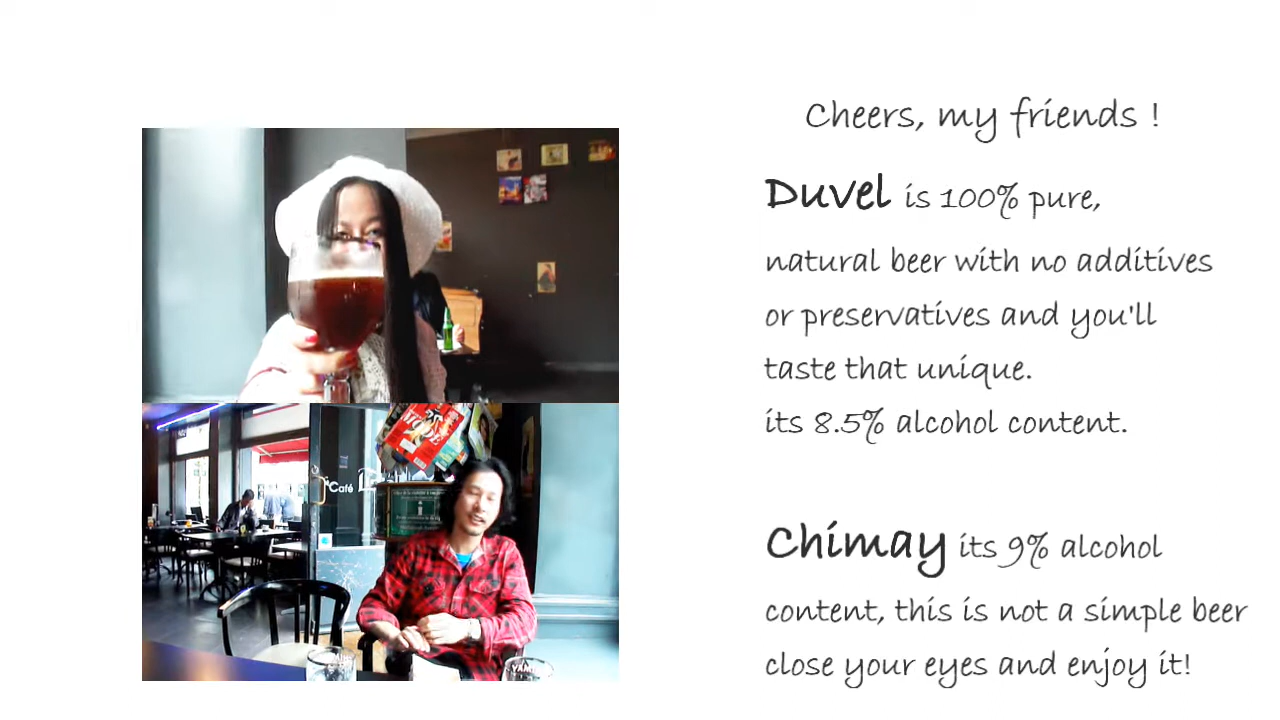 Cheers, my friends !
Duvel is 100% pure,
natural beer with no additives
or preservatives and you'll
taste that unique.
its 8.5% alcohol content.
Chimay its 9% alcohol
content, this is not a simple beer
close your eyes and enjoy it!
Café